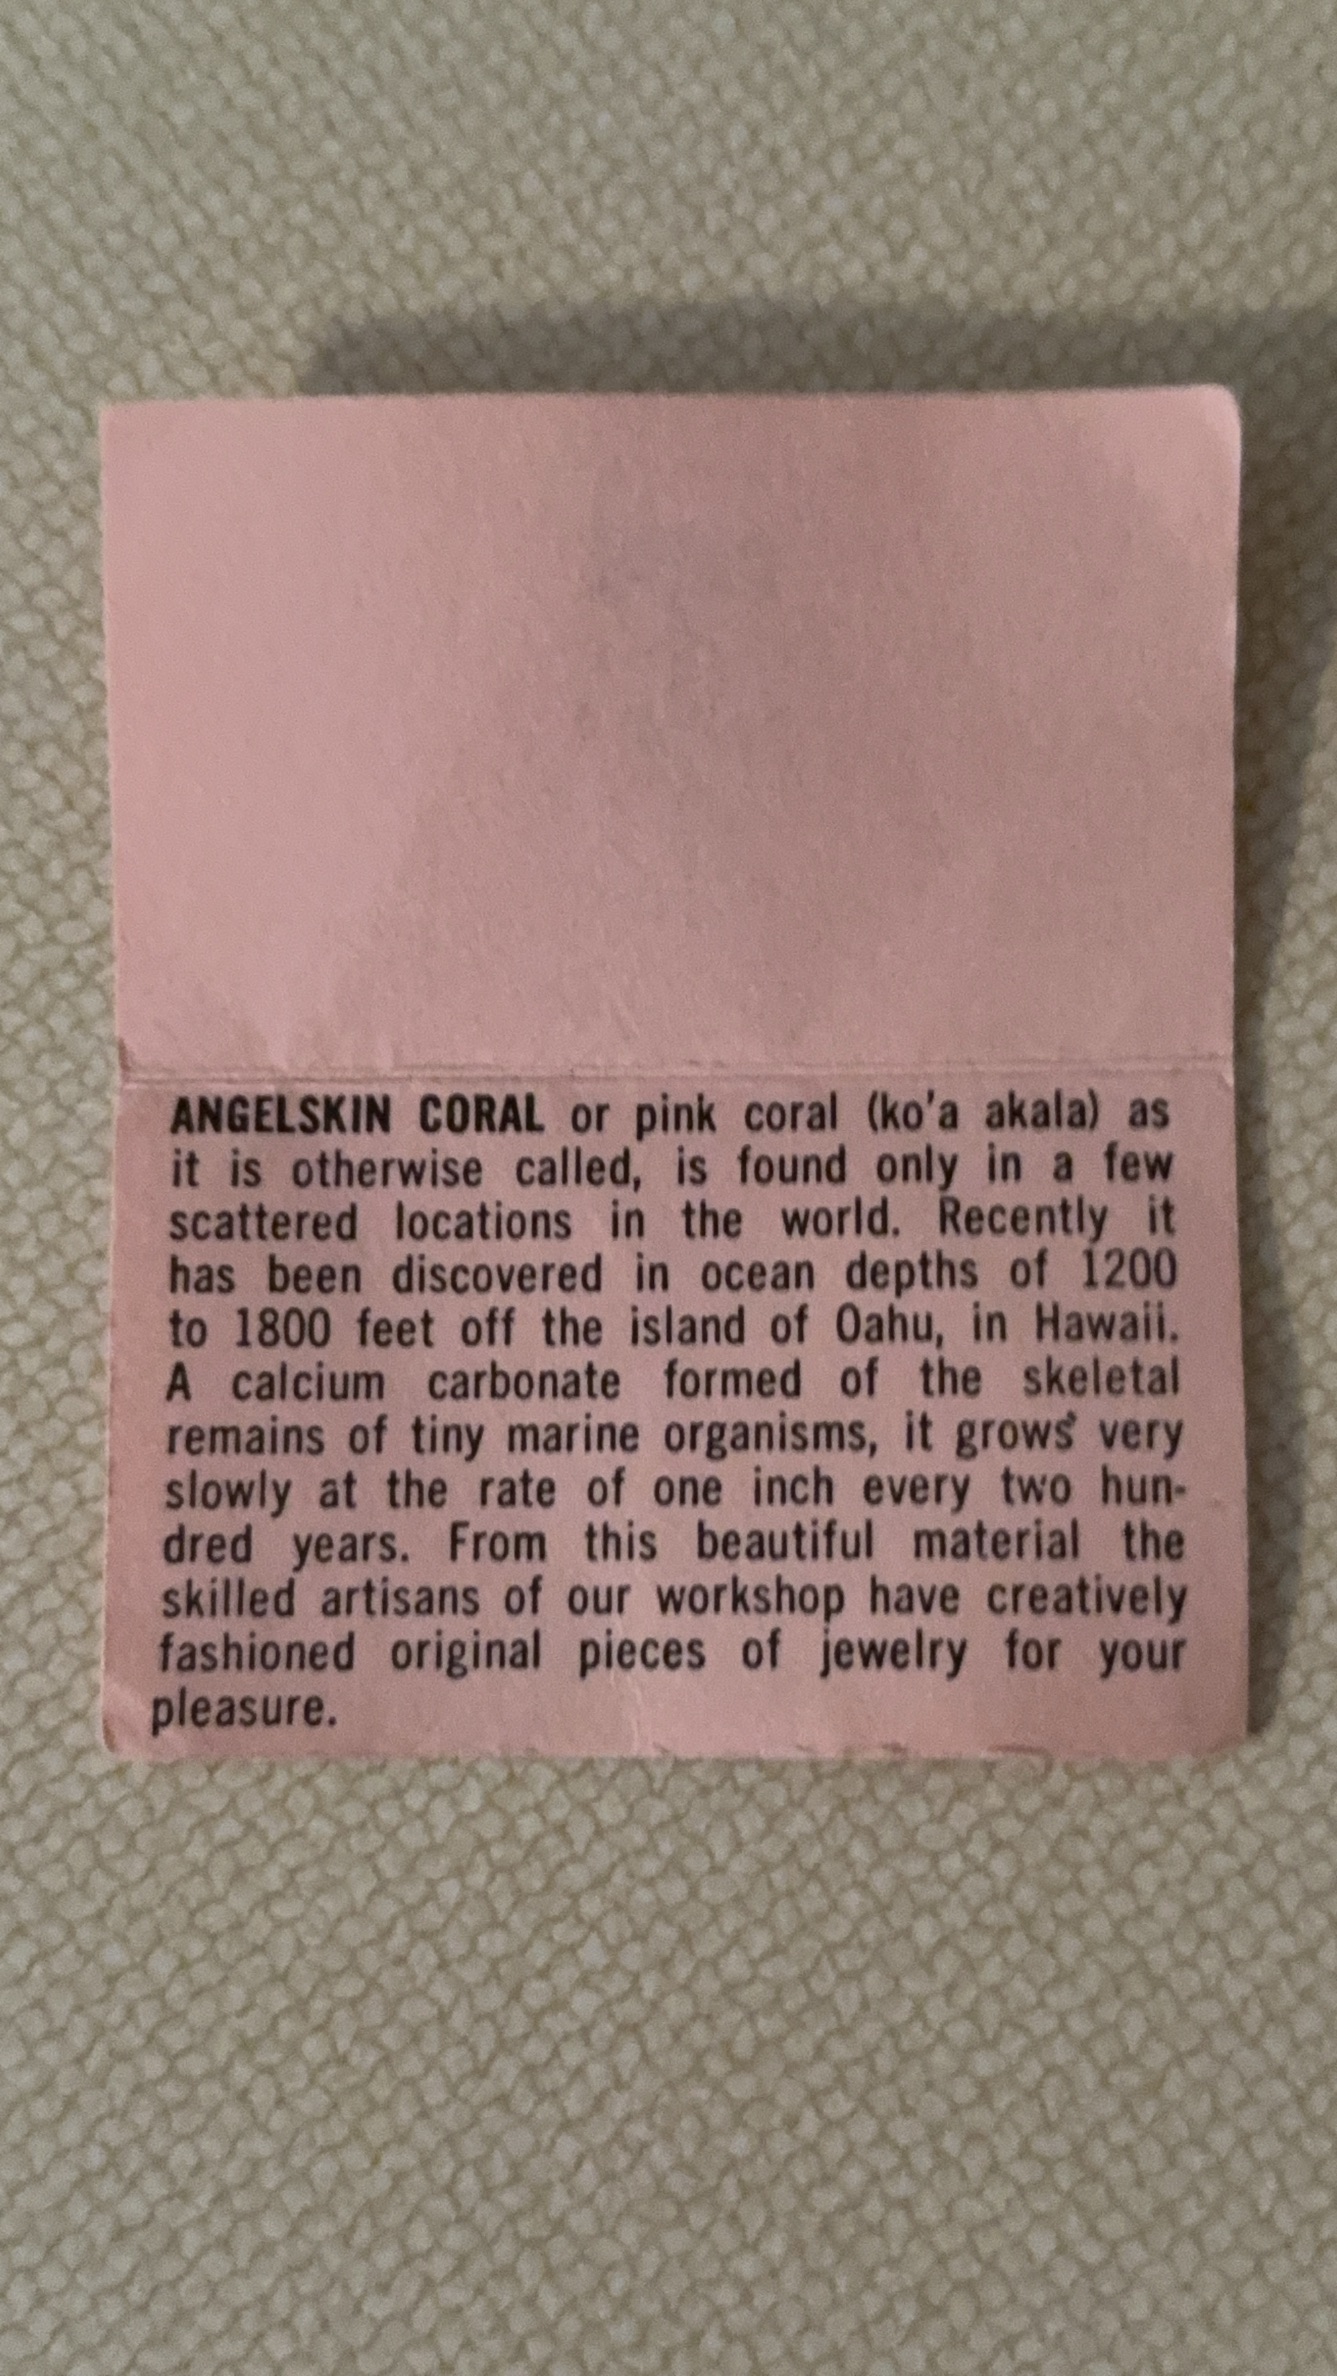 ANGELSKIN CORAL or pink coral (ko'a akala) as
it is otherwise called, is found only in a few
scattered locations in the world. Recently it
has been discovered in ocean depths of 1200
to 1800 feet off the island of Oahu, in Hawaii.
A calcium carbonate formed of the skeletal
remains of tiny marine organisms, it grows very
slowly at the rate of one inch every two hun-
dred years. From this beautiful material the
skilled artisans of our workshop have creatively
fashioned original pieces of jewelry for your
pleasure.